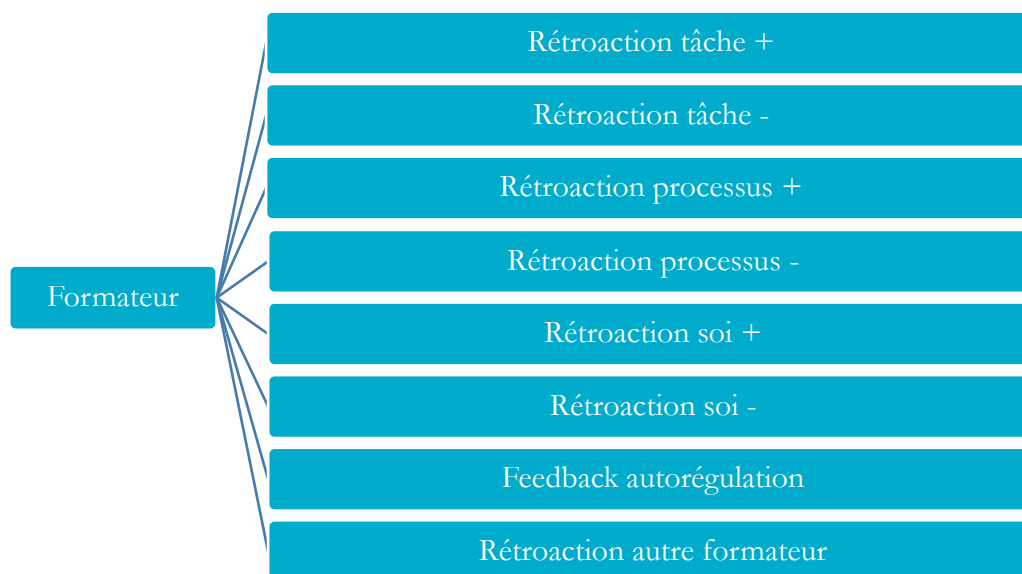 Rétroaction tâche +
Rétroaction tâche -
Rétroaction processus +
Rétroaction processus -
Formateur
Rétroaction soi +
Rétroaction soi -
Feedback autorégulation
Rétroaction autre formateur